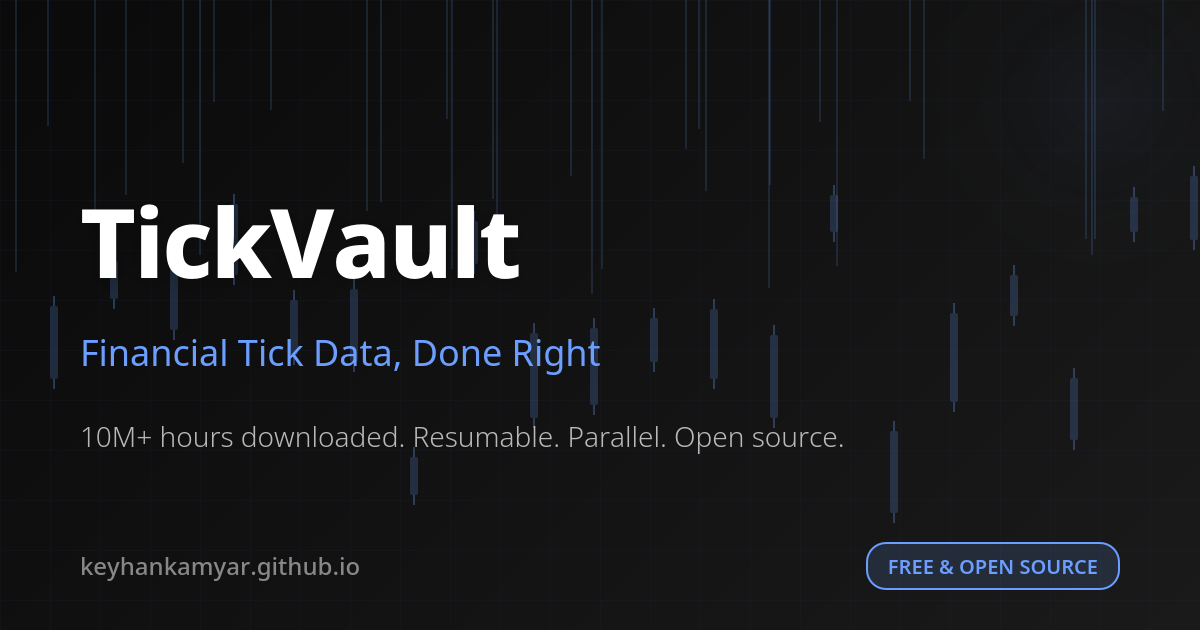 TickVault
Financial Tick Data, Done Right
10M+ hours downloaded. Resumable. Parallel. Open source.
keyhankamyar.github.io
FREE & OPEN SOURCE